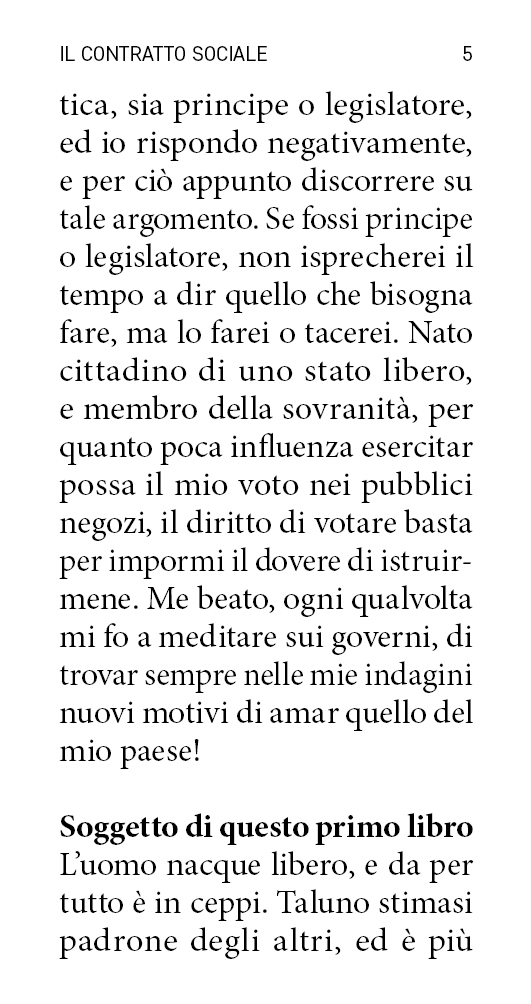 IL CONTRATTO SOCIALE 5
tica, sia principe o legislatore,
ed io rispondo negativamente,
e per ciò appunto discorrere su
tale argomento. Se fossi principe
o legislatore, non isprecherei il
tempo a dir quello che bisogna
fare, ma lo farei o tacerei. Nato
cittadino di uno stato libero,
e membro della sovranità, per
quanto poca influenza esercitar
possa il mio voto nei pubblici
negozi, il diritto di votare basta
per impormi il dovere di istruir-
mene. Me beato, ogni qualvolta
mi fo a meditare sui governi, di
trovar sempre nelle mie indagini
nuovi motivi di amar quello del
mio paese!
Soggetto di questo primo libro
L’uomo nacque libero, e da per
tutto è in ceppi. Taluno stimasi
padrone degli altri, ed è più